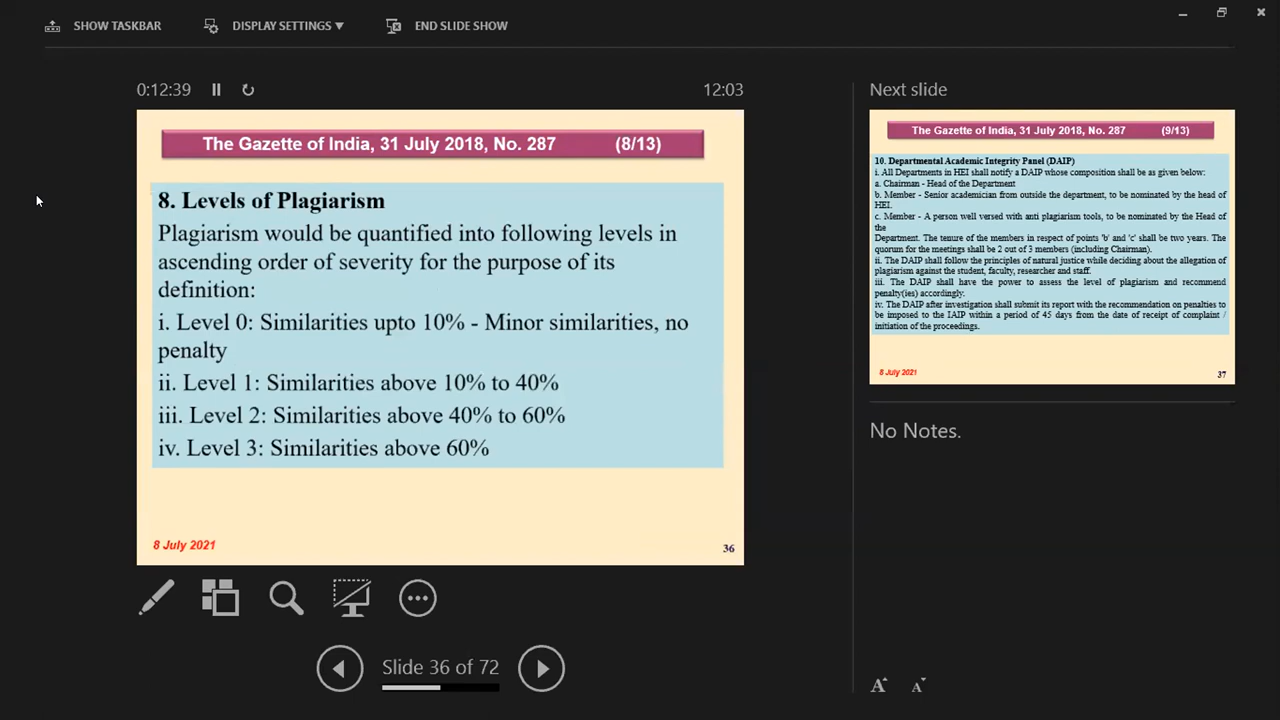 SHOW TASKBAR
DISPLAY SETTINGS
END SLIDE SHOW
0:12:39
12:03
The Gazette of India, 31 July 2018, No. 287 (8/13)
8. Levels of Plagiarism
Plagiarism would be quantified into following levels in
ascending order of severity for the purpose of its
definition:
i. Level 0: Similarities upto 10% - Minor similarities, no
penalty
ii. Level 1: Similarities above 10% to 40%
iii. Level 2: Similarities above 40% to 60%
iv. Level 3: Similarities above 60%
8 July 2021
36
Slide 36 of 72
Next slide
The Gazette of India, 31 July 2018, No. 287 (9/13)
10. Departmental Academic Integrity Panel (DAIP)
i. All Departments in HEI shall notify a DAIP whose composition shall be as given below:
a. Chairman - Head of the Department
b. Member - Senior academician from outside the department, to be nominated by the head of
HEI.
c. Member - A person well versed with anti plagiarism tools, to be nominated by the Head of
the
Department. The tenure of the members in respect of points 'b' and 'c' shall be two years. The
quorum for the meetings shall be 2 out of 3 members (including Chairman).
ii. The DAIP shall follow the principles of natural justice while deciding about the allegation of
plagiarism against the student, faculty, researcher and staff.
iii. The DAIP shall have the power to assess the level of plagiarism and recommend
penalty(ies) accordingly.
iv. The DAIP after investigation shall submit its report with the recommendation on penalties to
be imposed to the IAIP within a period of 45 days from the date of receipt of complaint /
initiation of the proceedings.
8 July 2021
37
No Notes.
A A